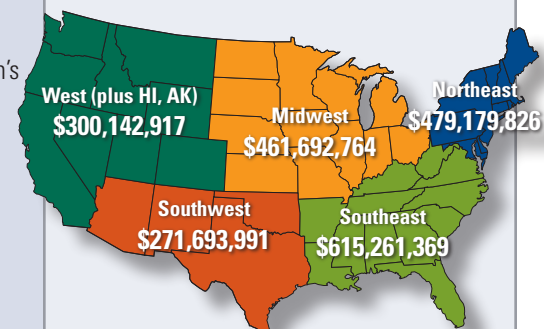 n's
West (plus HI, AK)
$300,142,917
Midwest
$461,692,764
Northeast
$479,179,826
Southwest
$271,693,991
Southeast
$615,261,369